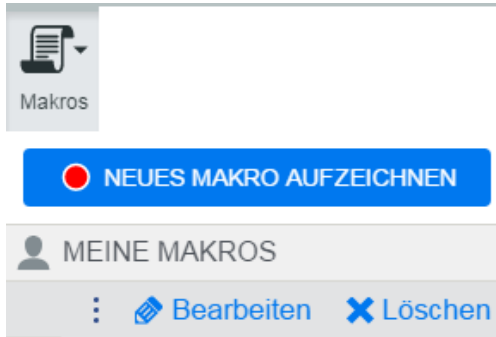 Makros
NEUES MAKRO AUFZEICHNEN
MEINE MAKROS
Bearbeiten Löschen